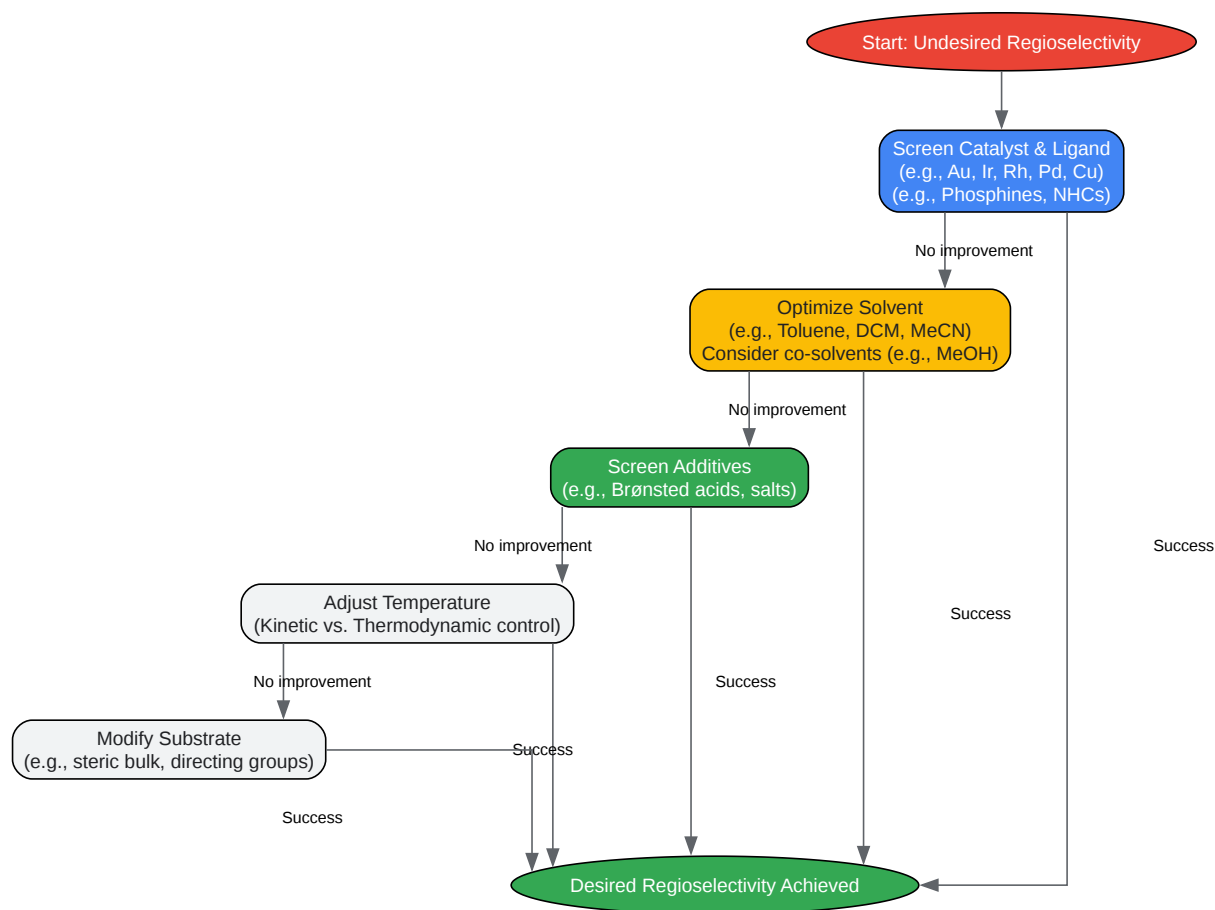 Start: Undesired Regioselectivity
Screen Catalyst & Ligand
(e.g., Au, Ir, Rh, Pd, Cu)
(e.g., Phosphines, NHCs)
No improvement
Optimize Solvent
(e.g., Toluene, DCM, MeCN)
Consider co-solvents (e.g., MeOH)
No improvement
Screen Additives
(e.g., Brønsted acids, salts)
No improvement
Success
Adjust Temperature
(Kinetic vs. Thermodynamic control)
Success
No improvement
Success
Modify Substrate
(e.g., steric bulk, directing groups)
Success
Success
Desired Regioselectivity Achieved